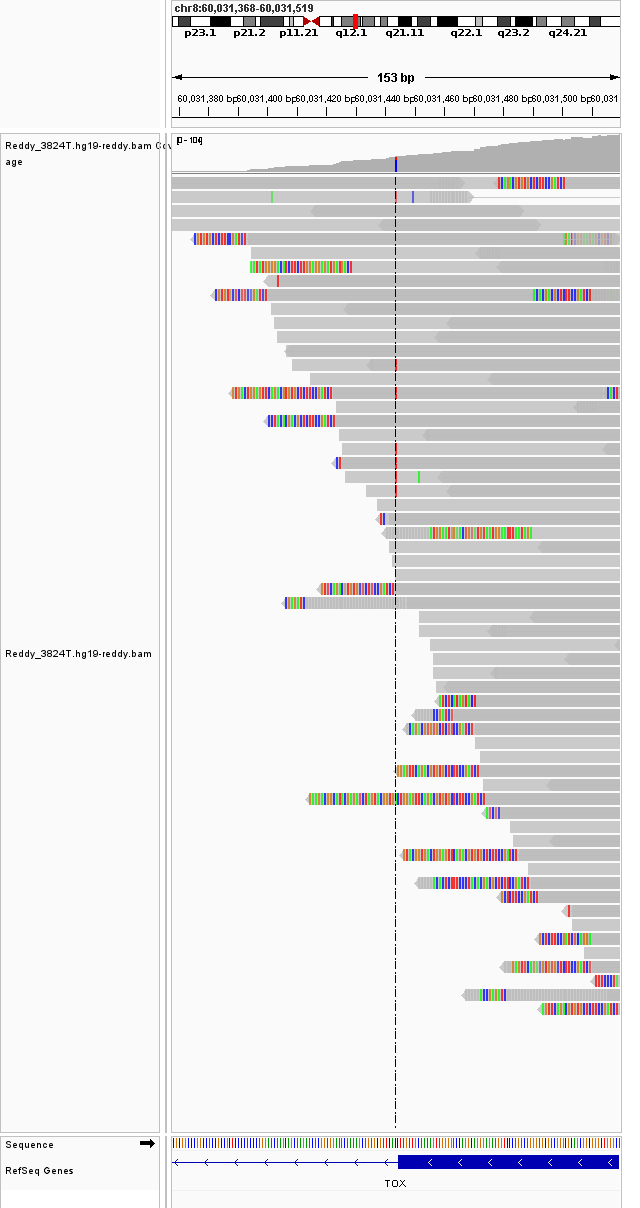 chr8:60,031,368-60,031,519
p23.1 p21.2 p11.21 q12.1 q21.11 q22.1 q23.2 q24.21
153 bp
60,031,380 bp 60,031,400 bp 60,031,420 bp 60,031,440 bp 60,031,460 bp 60,031,480 bp 60,031,500 bp 60,031
Reddy_3824T.hg19-reddy.bam Cov
age
[0 - 104]
Reddy_3824T.hg19-reddy.bam
Sequence
RefSeq Genes
TOX